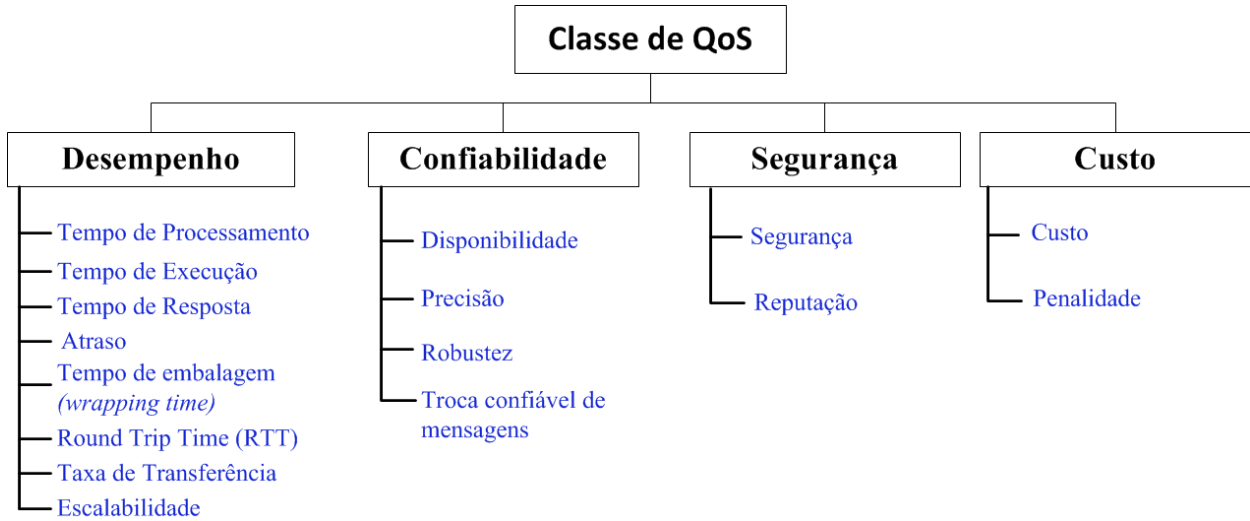 Classe de QoS
Desempenho
Tempo de Processamento
Tempo de Execução
Tempo de Resposta
Atraso
Tempo de embalagem
(wrapping time)
Round Trip Time (RTT)
Taxa de Transferência
Escalabilidade
Confiabilidade
Disponibilidade
Precisão
Robustez
Troca confiável de
mensagens
Segurança
Segurança
Reputação
Custo
Custo
Penalidade